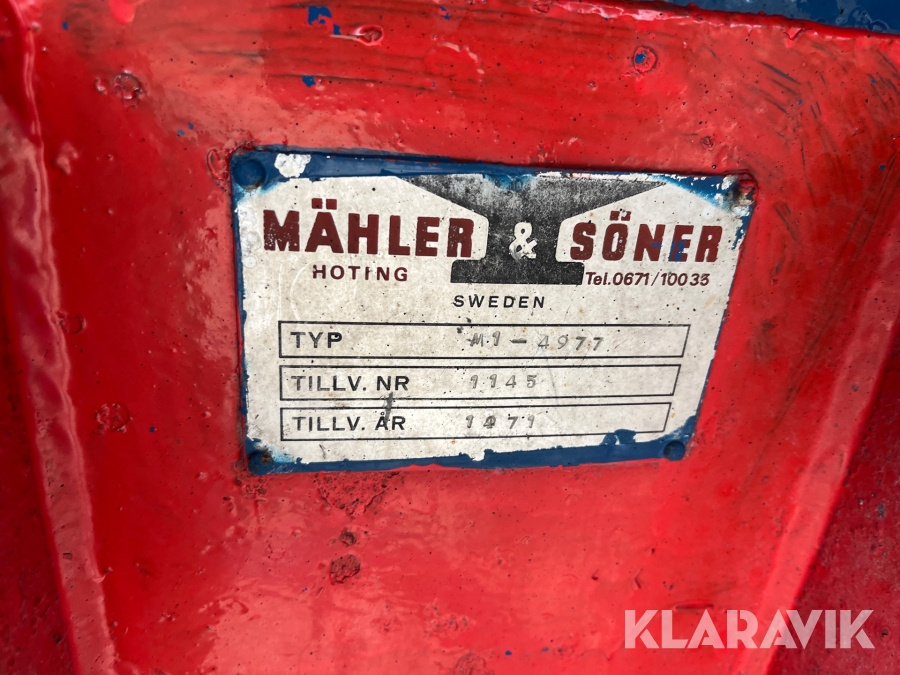 MÄHLER & SÖNER
HOTING Tel.0671/10035
SWEDEN
TYP M1-4977
TILLV. NR 1145
TILLV. ÅR 1971
KLARAVIK